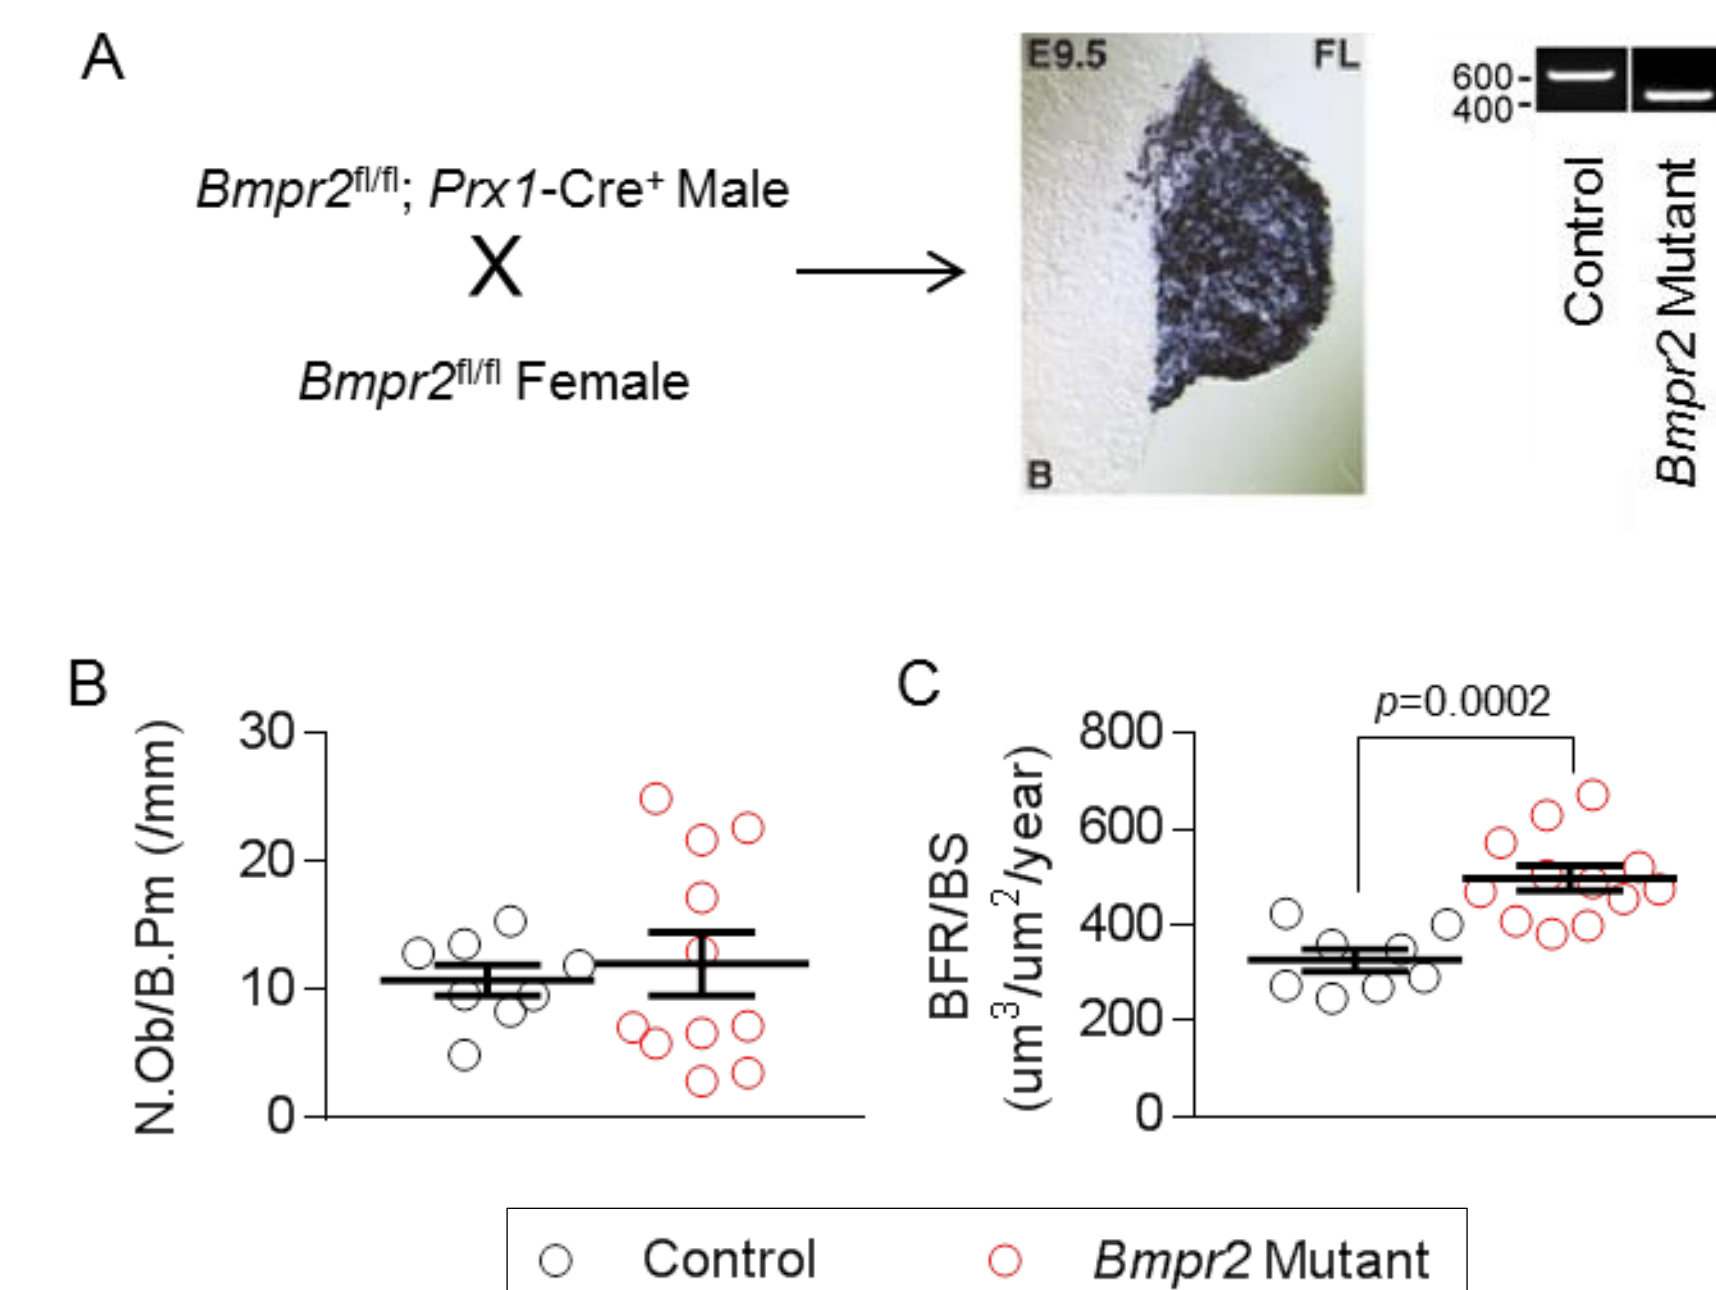 A
E9.5 FL
600-
400-
Bmpr2fl/fl; Prx1-Cre+ Male
X
Bmpr2fl/fl Female
B
Control
Bmpr2 Mutant
B
N.Ob/B.Pm (/mm)
30
20
10
0
C
BFR/BS
(um3/um2/year)
800
600
400
200
0
p=0.0002
Control Bmpr2 Mutant